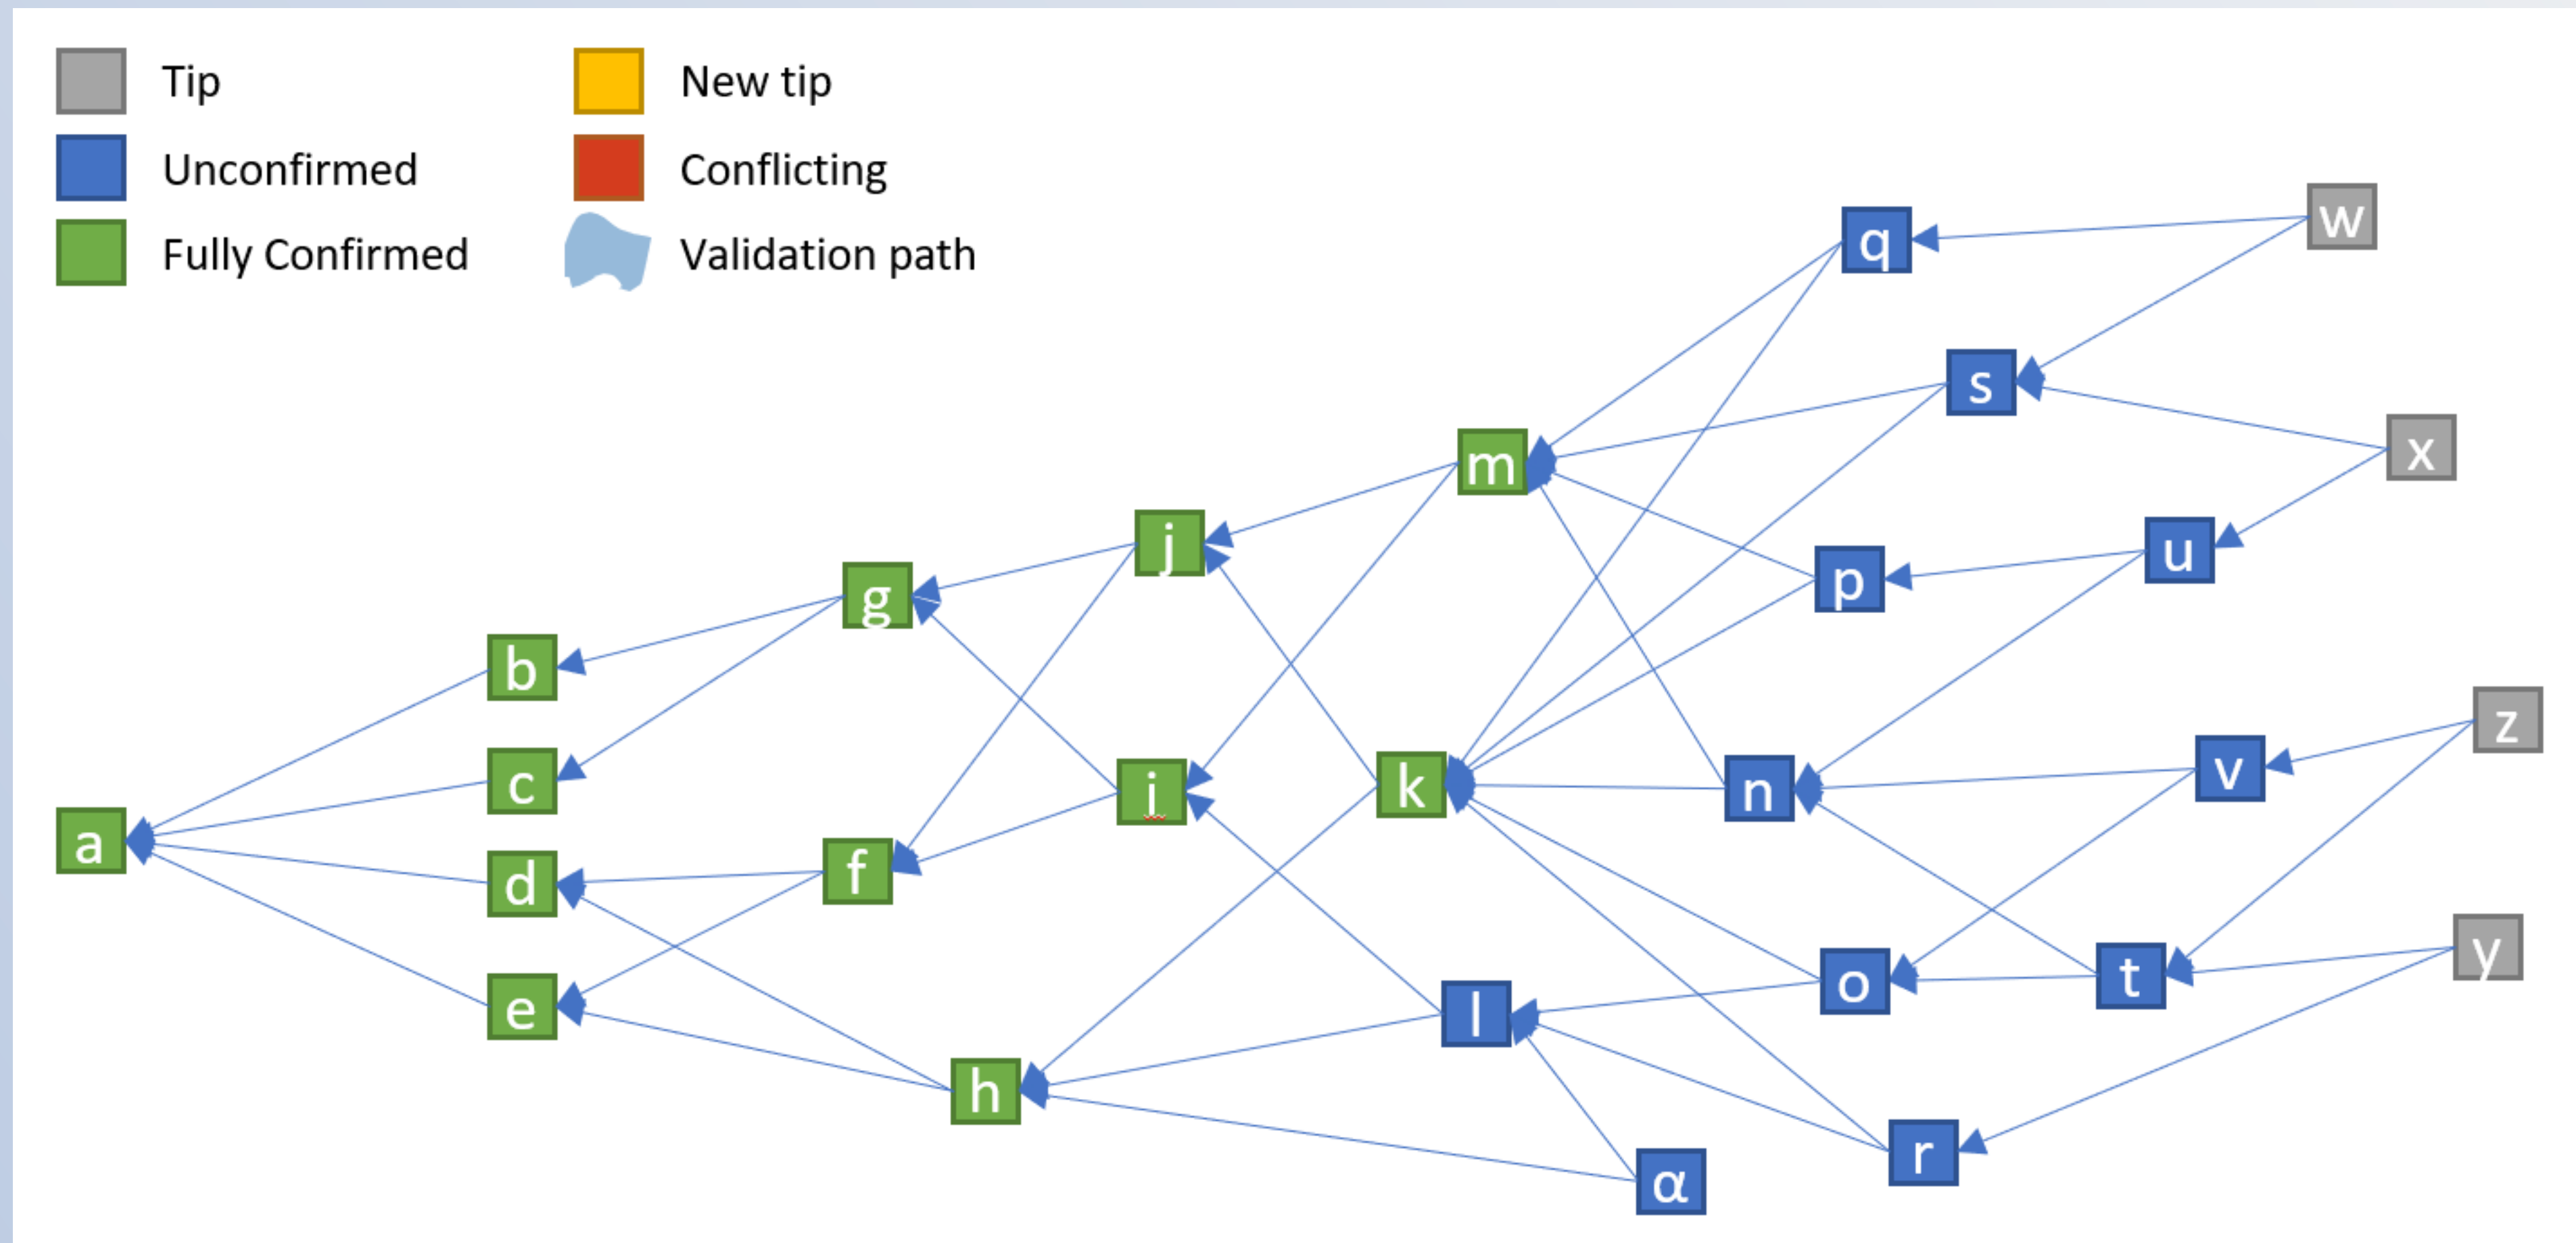 Tip
New tip
Unconfirmed
Conflicting
Fully Confirmed
Validation path
w
q
s
x
m
j
u
p
g
b
z
v
c
i
k
n
a
d
f
y
o
t
e
l
h
r
α